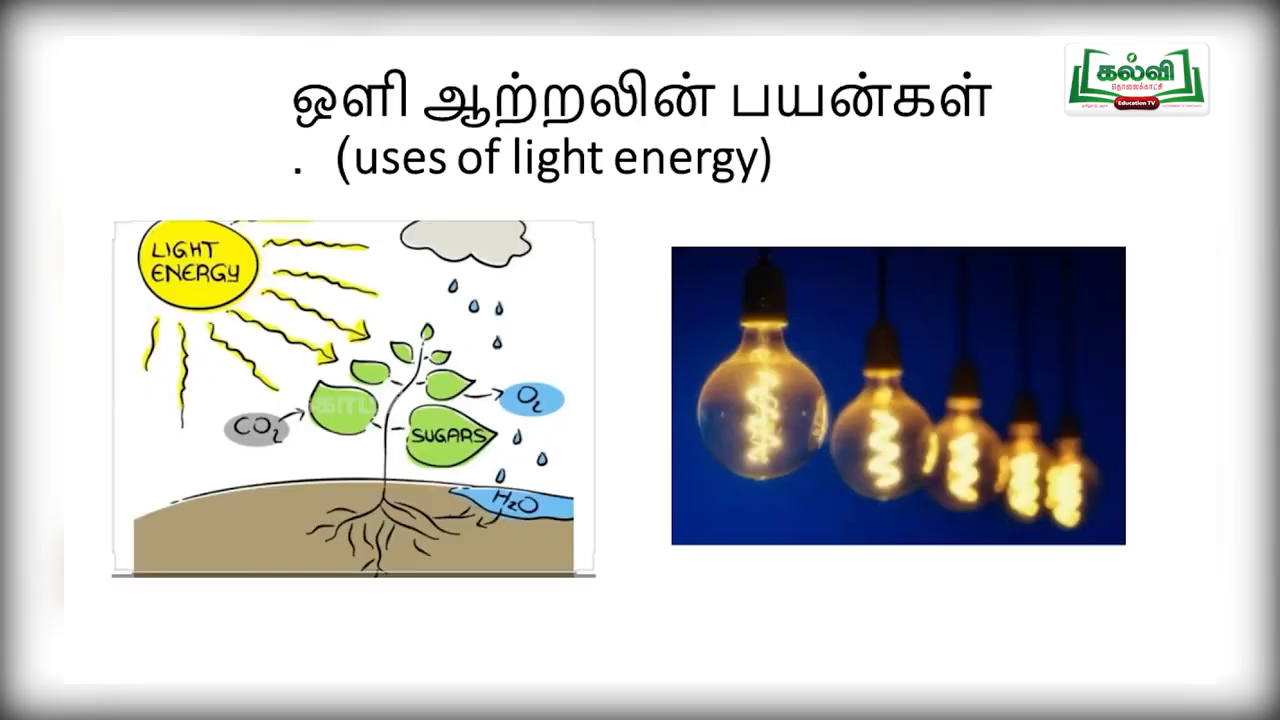 ஒளி ஆற்றலின் பயன்கள்
. (uses of light energy)
கல்வி
தொலைக்காட்சி
Education TV
LIGHT
ENERGY
CO₂
O₂
SUGARS
H₂O